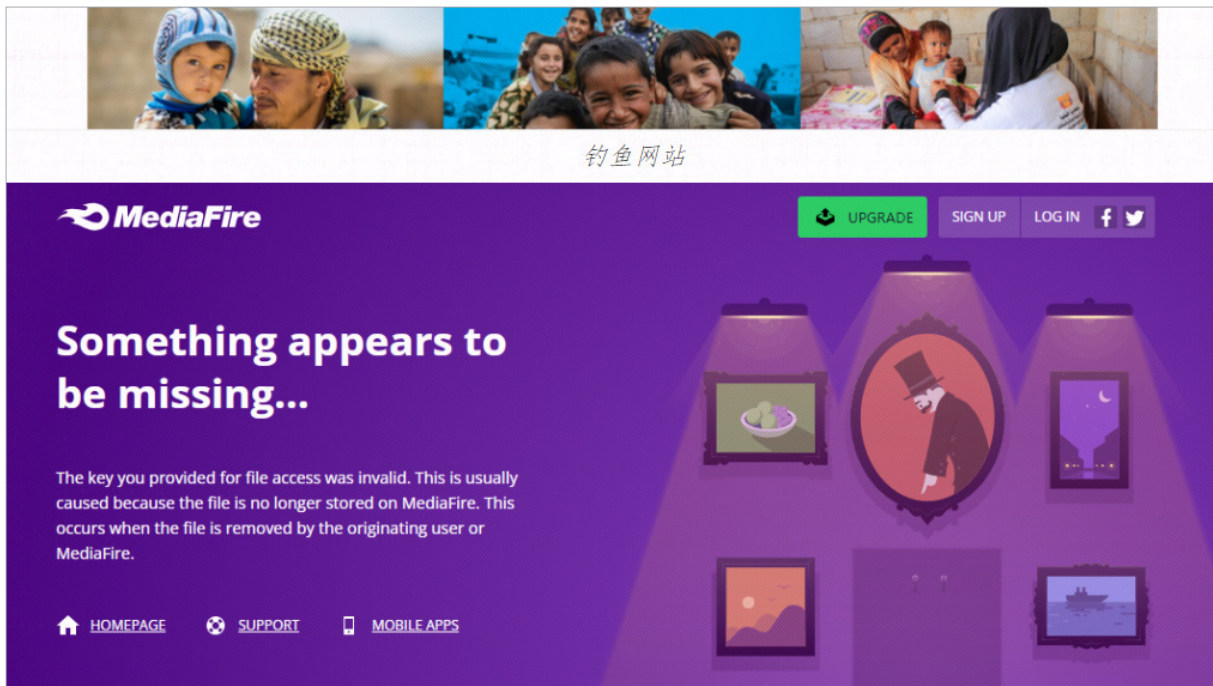 钓鱼网站
MediaFire
UPGRADE
SIGN UP
LOG IN
Something appears to
be missing...
The key you provided for file access was invalid. This is usually
caused because the file is no longer stored on MediaFire. This
occurs when the file is removed by the originating user or
MediaFire.
HOMEPAGE
SUPPORT
MOBILE APPS